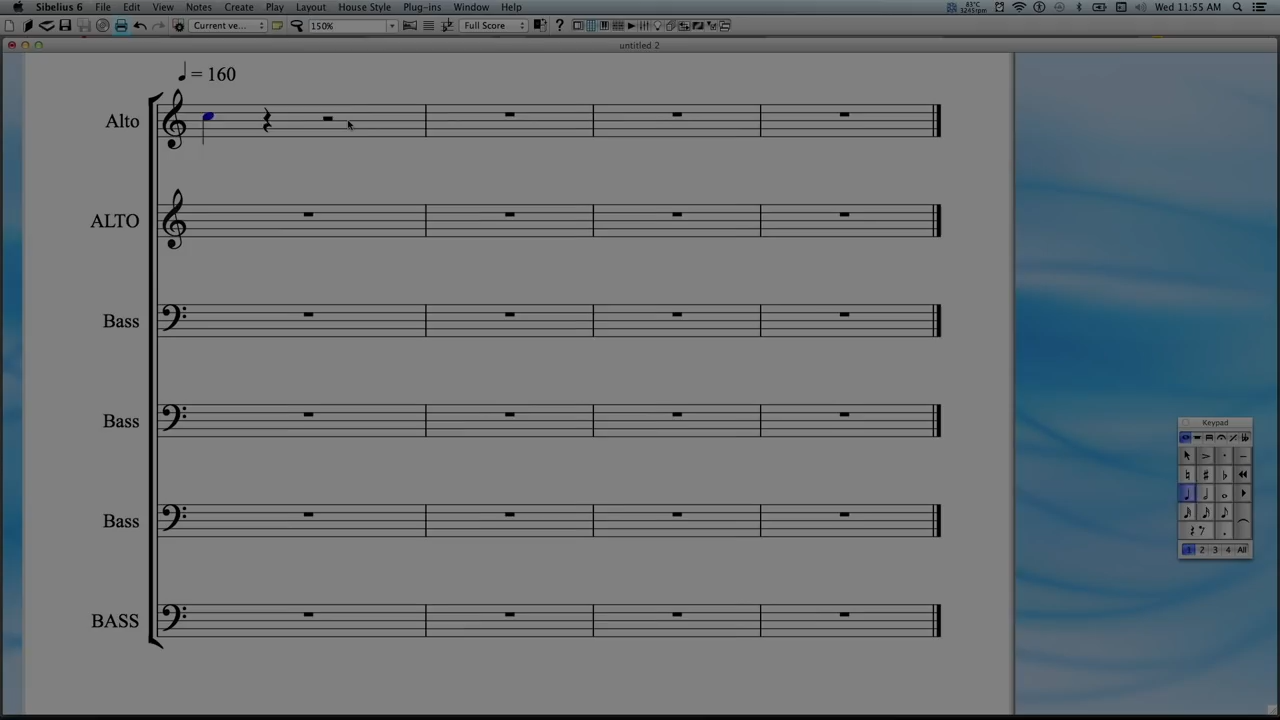 Sibelius 6 File Edit View Notes Create Play Layout House Style Plug-ins Window Help 83°C 3245rpm Wed 11:55 AM
Current ve... 150% Full Score ?
untitled 2
= 160
Alto
ALTO
Bass
Bass
Bass
BASS
Keypad
1 2 3 4 All